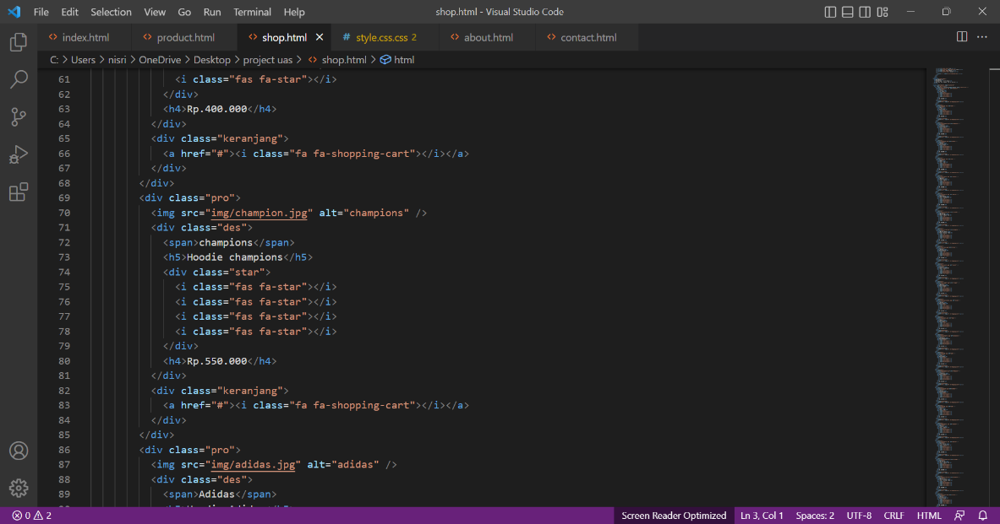 File Edit Selection View Go Run Terminal Help shop.html - Visual Studio Code
index.html product.html shop.html # style.css.css 2 about.html contact.html
C: > Users > nisri > OneDrive > Desktop > project uas > shop.html > html
61 <i class="fas fa-star"></i>
62 </div>
63 <h4>Rp.400.000</h4>
64 </div>
65 <div class="keranjang">
66 <a href="#"><i class="fa fa-shopping-cart"></i></a>
67 </div>
68 </div>
69 <div class="pro">
70 <img src="img/champion.jpg" alt="champions" />
71 <div class="des">
72 <span>champions</span>
73 <h5>Hoodie champions</h5>
74 <div class="star">
75 <i class="fas fa-star"></i>
76 <i class="fas fa-star"></i>
77 <i class="fas fa-star"></i>
78 <i class="fas fa-star"></i>
79 </div>
80 <h4>Rp.550.000</h4>
81 </div>
82 <div class="keranjang">
83 <a href="#"><i class="fa fa-shopping-cart"></i></a>
84 </div>
85 </div>
86 <div class="pro">
87 <img src="img/adidas.jpg" alt="adidas" />
88 <div class="des">
89 <span>Adidas</span>
0 2 Screen Reader Optimized Ln 3, Col 1 Spaces: 2 UTF-8 CRLF HTML